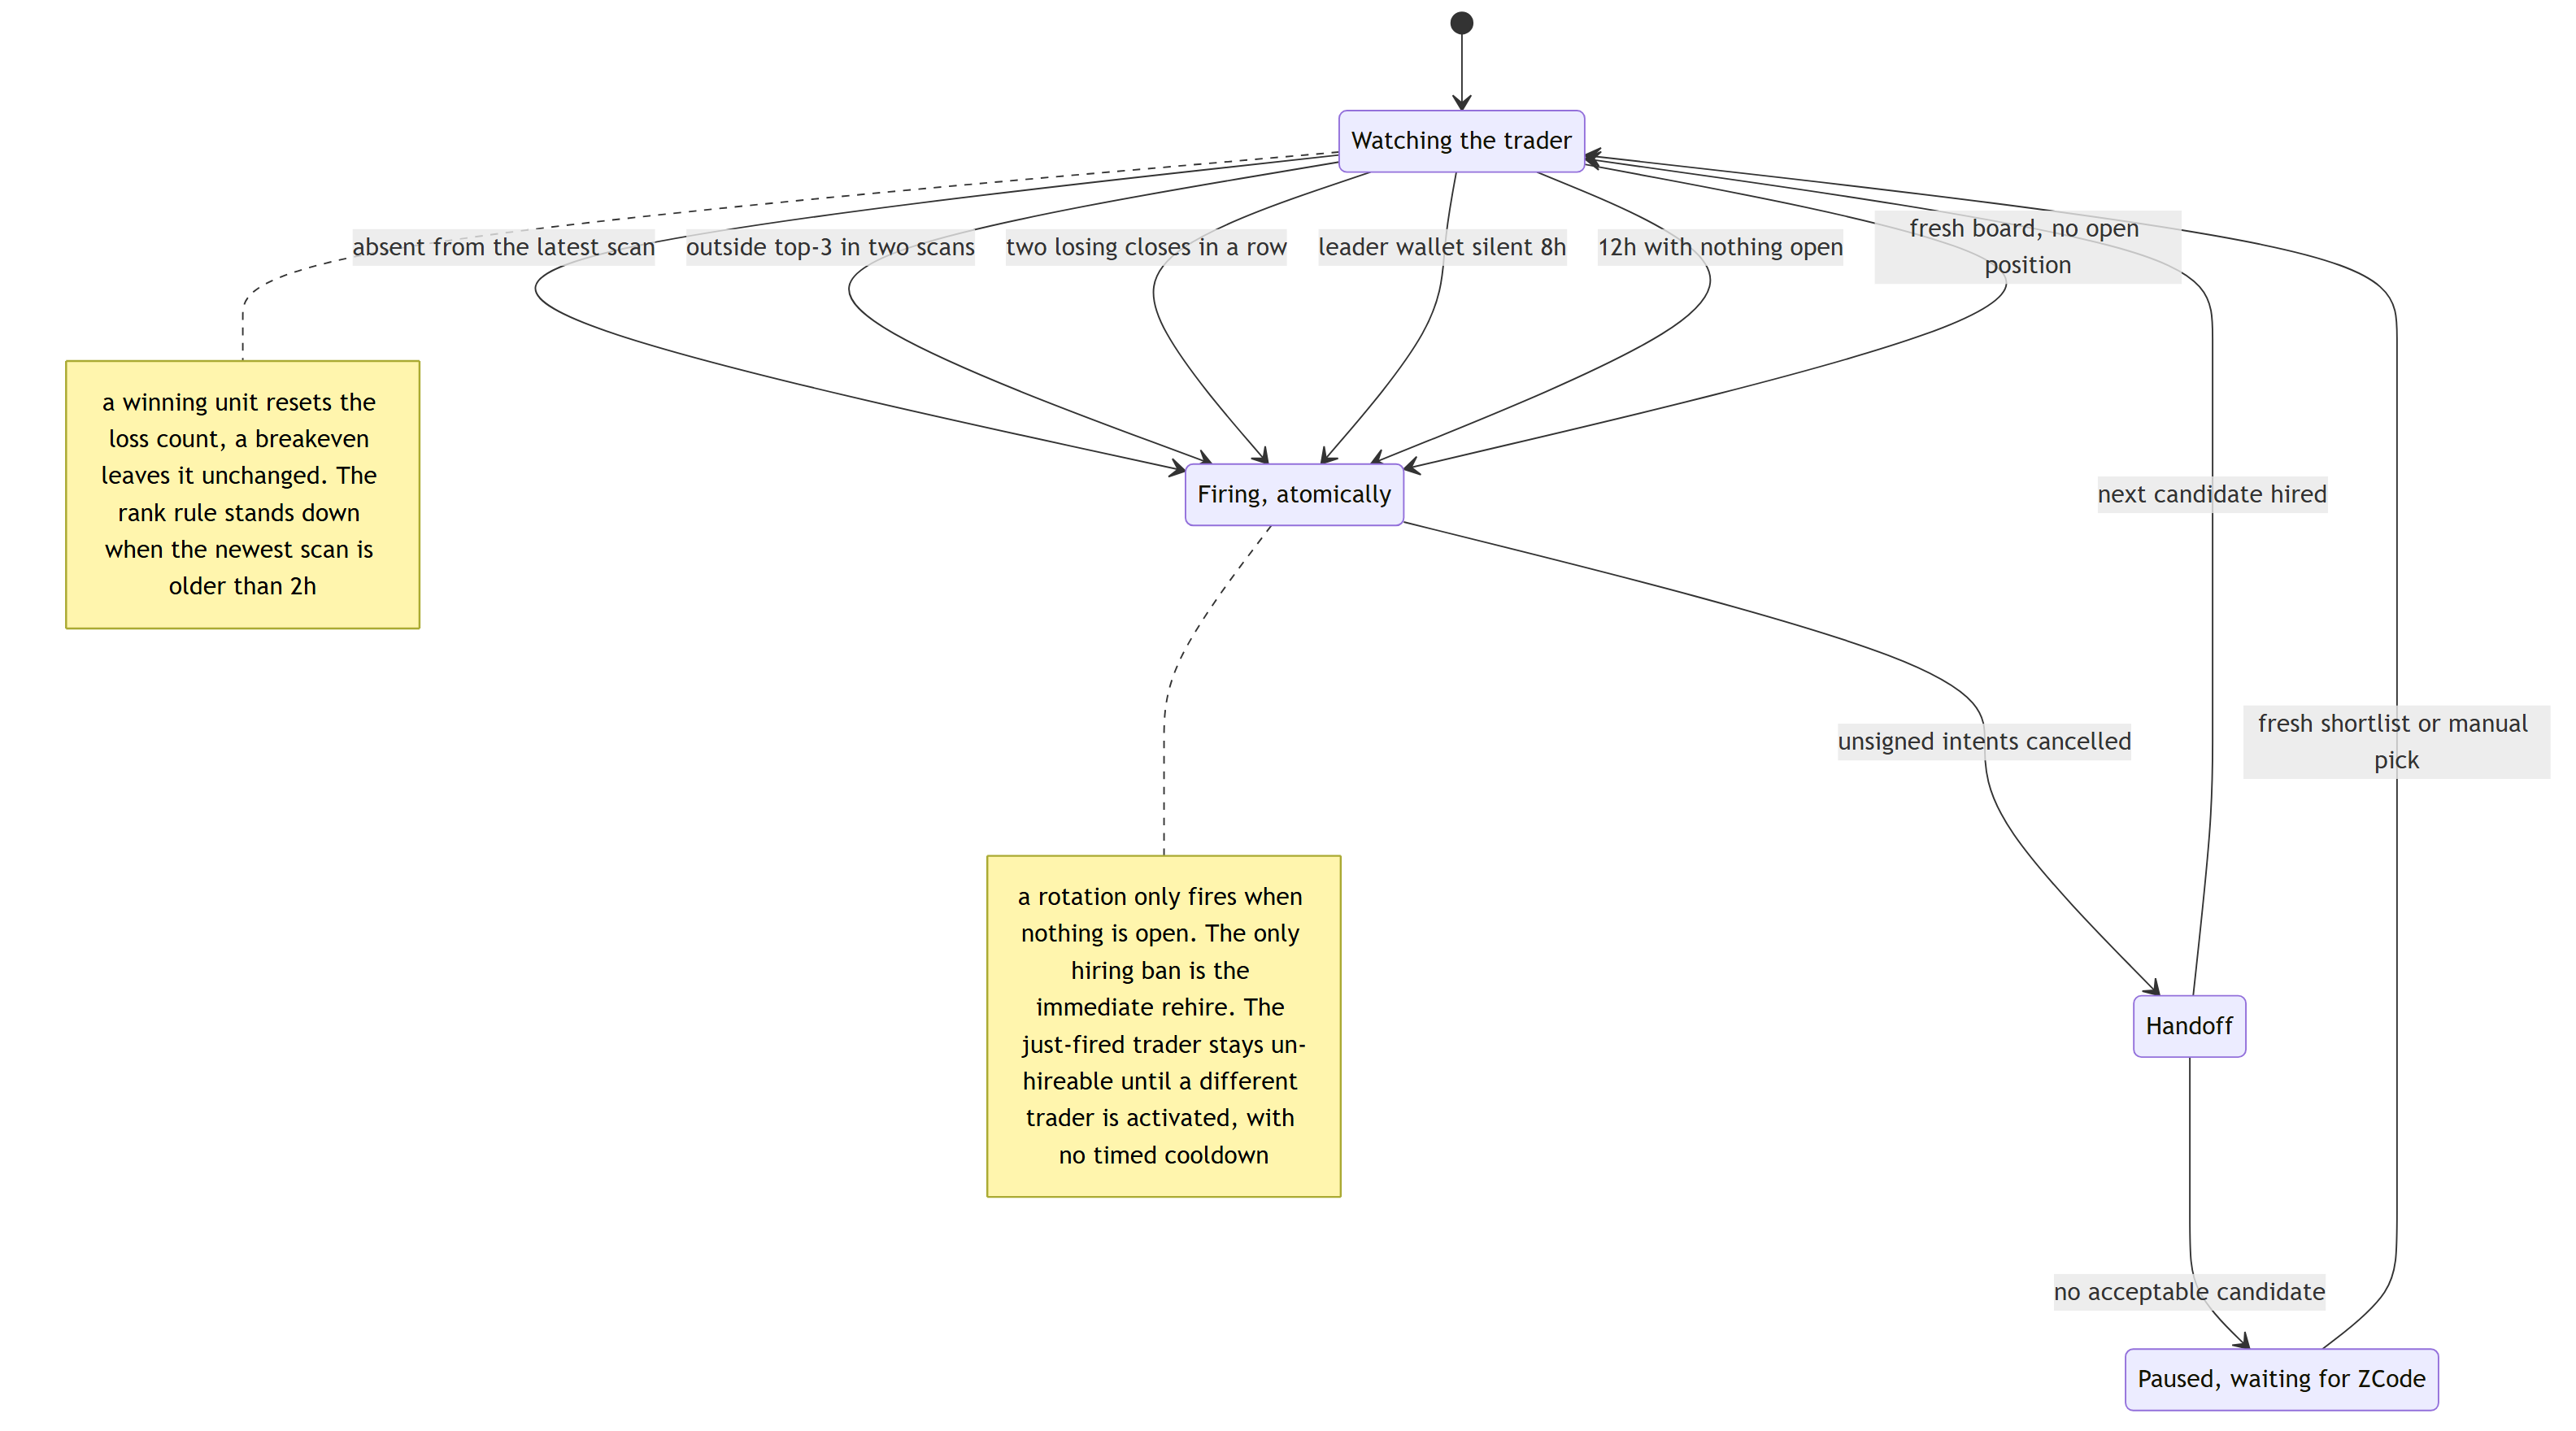 Watching the trader
absent from the latest scan
outside top-3 in two scans
two losing closes in a row
leader wallet silent 8h
12h with nothing open
fresh board, no open
position
a winning unit resets the
loss count, a breakeven
leaves it unchanged. The
rank rule stands down
when the newest scan is
older than 2h
Firing, atomically
next candidate hired
unsigned intents cancelled
fresh shortlist or manual
pick
a rotation only fires when
nothing is open. The only
hiring ban is the
immediate rehire. The
just-fired trader stays un-
hireable until a different
trader is activated, with
no timed cooldown
Handoff
no acceptable candidate
Paused, waiting for ZCode